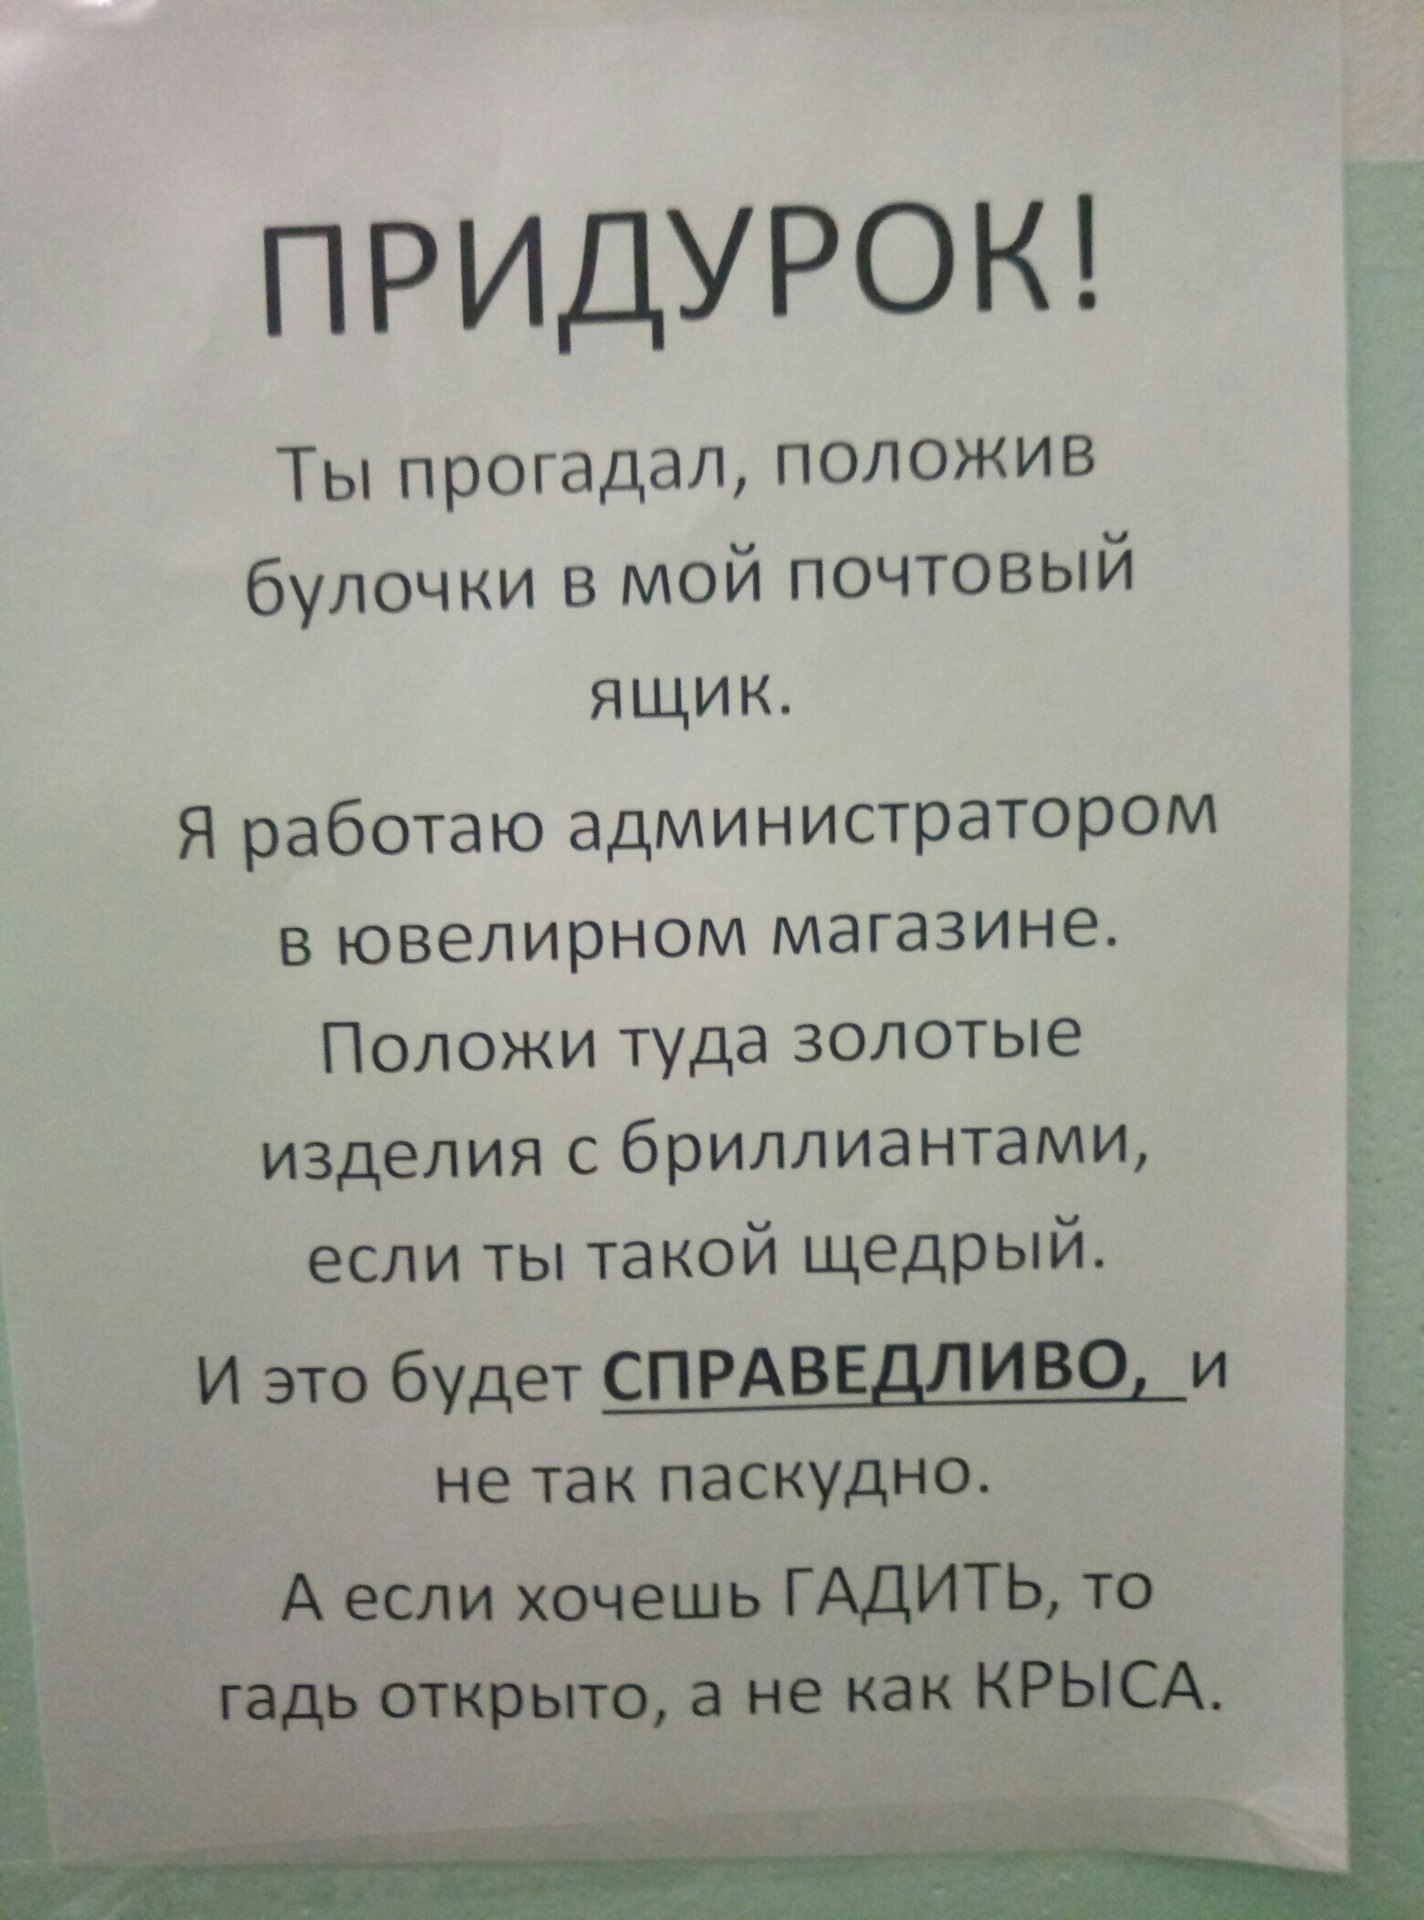 ПРИДУРОК!
Ты прогадал, положив
булочки в мой почтовый
ящик.
Я работаю администратором
в ювелирном магазине.
Положи туда золотые
изделия с бриллиантами,
если ты такой щедрый.
И это будет СПРАВЕДЛИВО, и
не так паскудно.
А если хочешь ГАДИТЬ, то
гадь открыто, а не как КРЫСА.